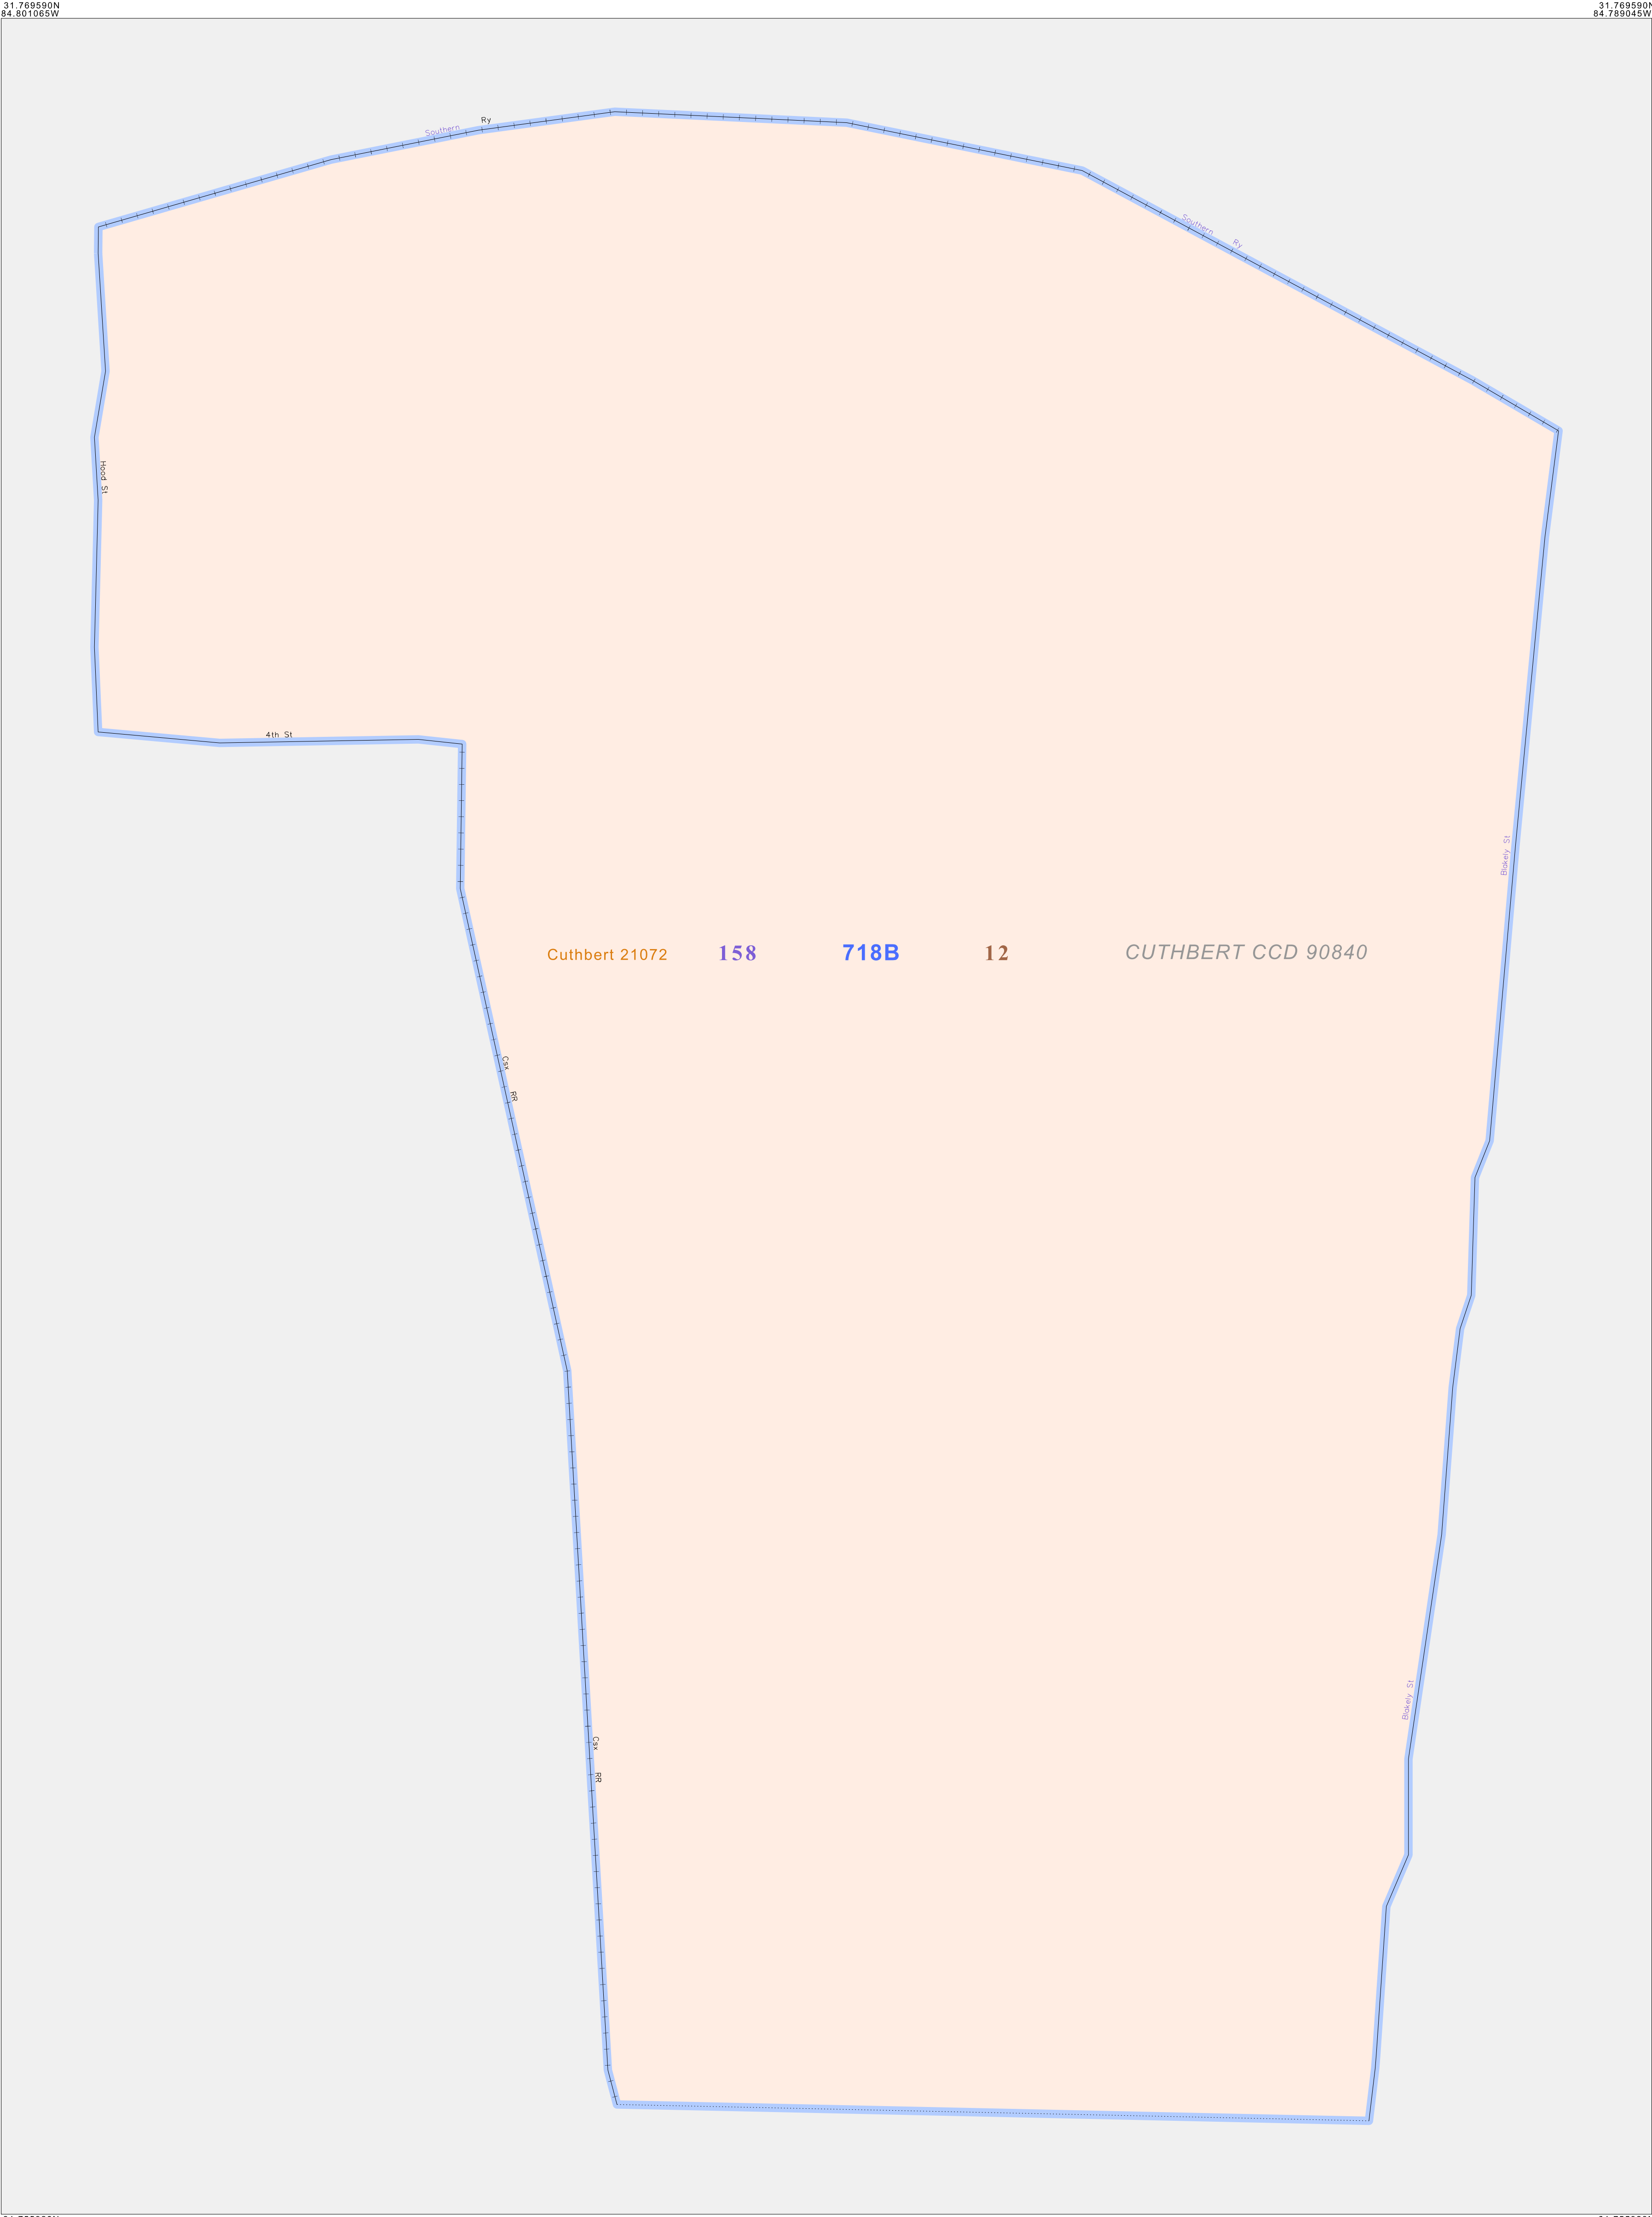 31.769590N
84.801065W
31.769590N
84.789045W
Southern Ry
Southern Ry
Hood St
4th St
Blakely St
Cuthbert 21072 158 718B 12 CUTHBERT CCD 90840
Csx RR
Blakely St
Csx RR